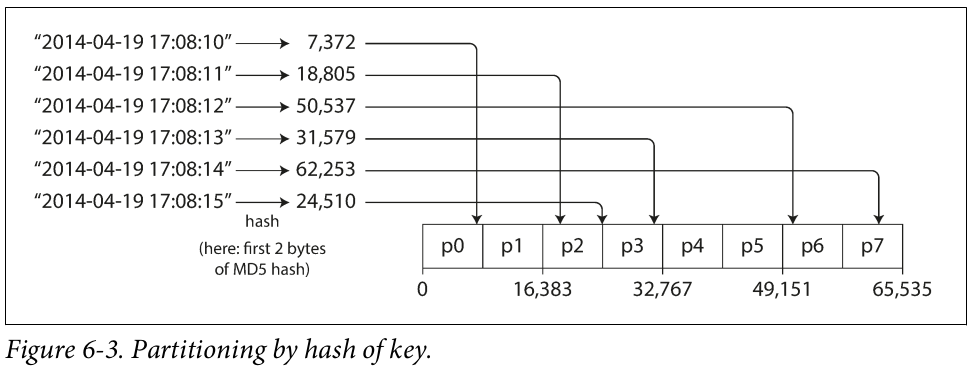 “2014-04-19 17:08:10” 7,372
“2014-04-19 17:08:11” 18,805
“2014-04-19 17:08:12” 50,537
“2014-04-19 17:08:13” 31,579
“2014-04-19 17:08:14” 62,253
“2014-04-19 17:08:15” 24,510
hash
(here: first 2 bytes
of MD5 hash)
p0 p1 p2 p3 p4 p5 p6 p7
0 16,383 32,767 49,151 65,535
Figure 6-3. Partitioning by hash of key.